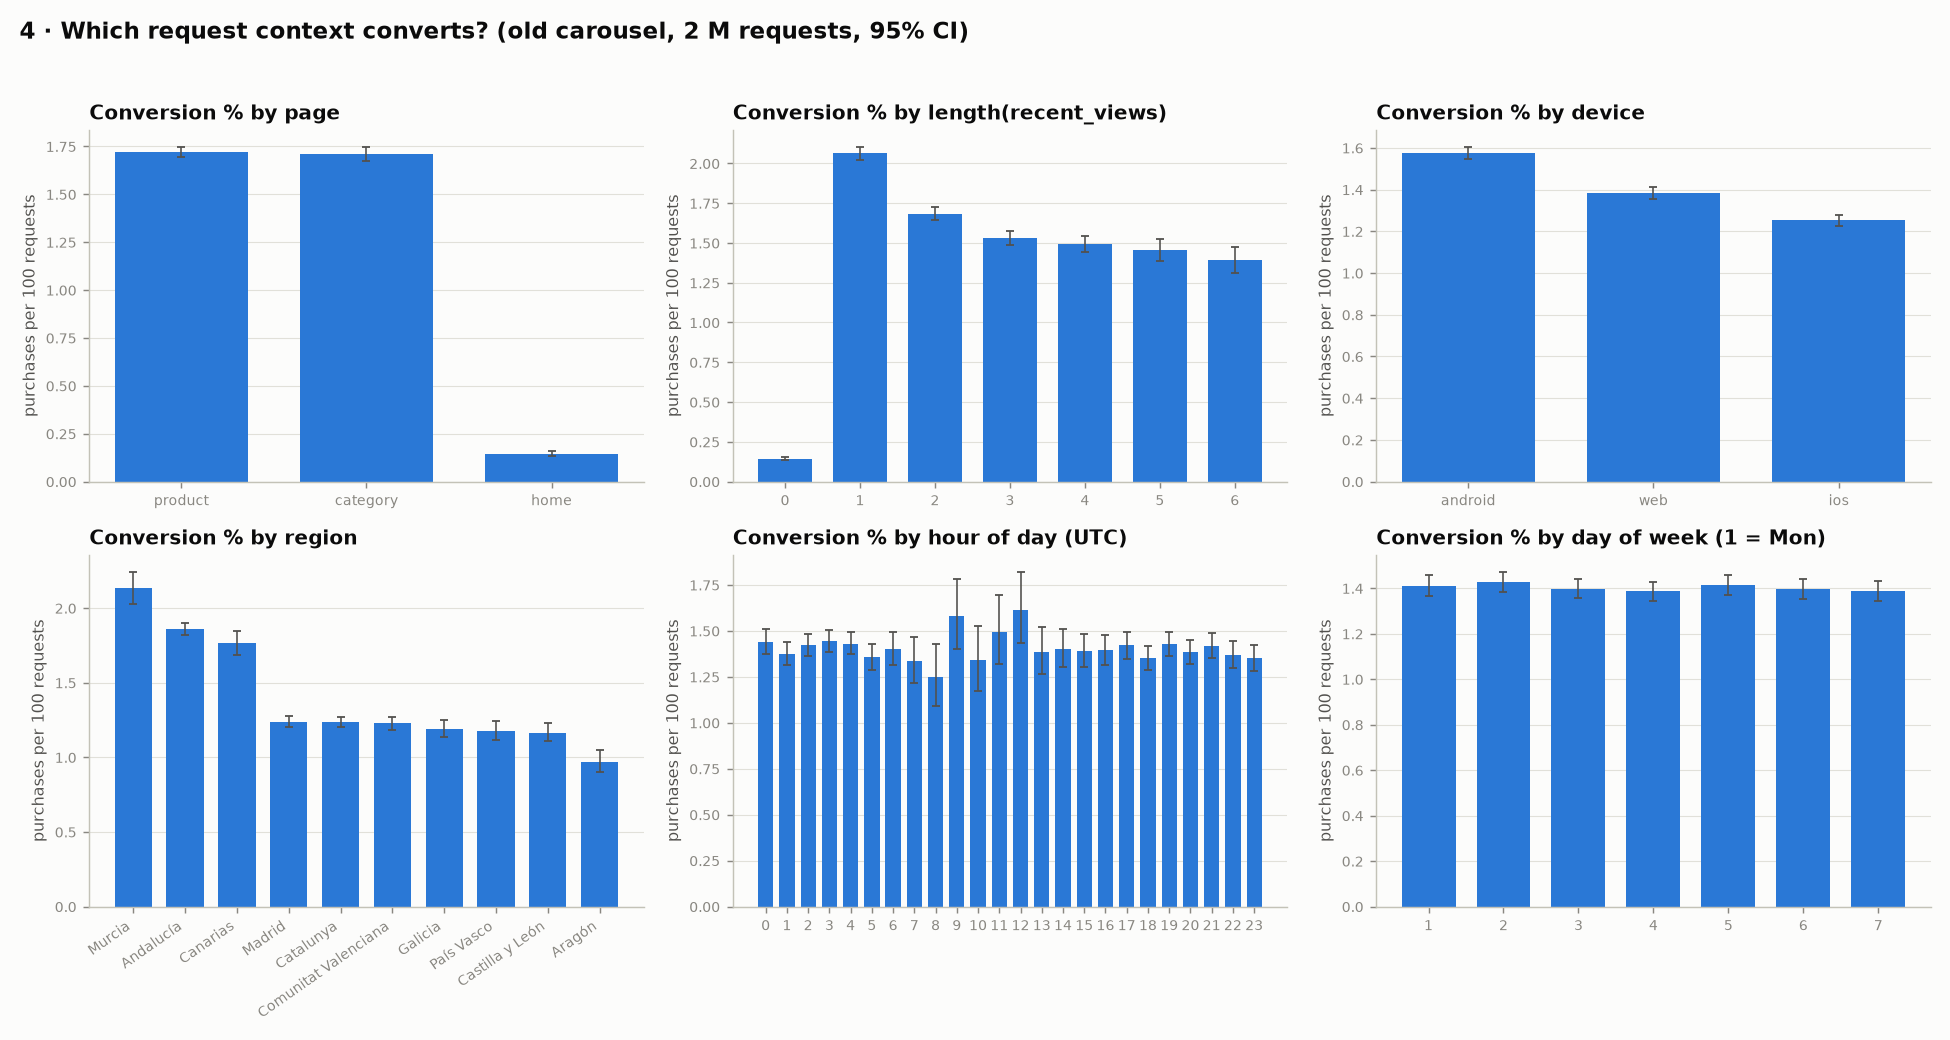 4 · Which request context converts? (old carousel, 2 M requests, 95% CI)
Conversion % by page
purchases per 100 requests
1.75
1.50
1.25
1.00
0.75
0.50
0.25
0.00
product category home
Conversion % by length(recent_views)
purchases per 100 requests
2.00
1.75
1.50
1.25
1.00
0.75
0.50
0.25
0.00
0 1 2 3 4 5 6
Conversion % by device
purchases per 100 requests
1.6
1.4
1.2
1.0
0.8
0.6
0.4
0.2
0.0
android web ios
Conversion % by region
purchases per 100 requests
2.0
1.5
1.0
0.5
0.0
Murcia
Andalucía
Canarias
Madrid
Catalunya
Comunitat Valenciana
Galicia
País Vasco
Castilla y León
Aragón
Conversion % by hour of day (UTC)
purchases per 100 requests
1.75
1.50
1.25
1.00
0.75
0.50
0.25
0.00
0 1 2 3 4 5 6 7 8 9 10 11 12 13 14 15 16 17 18 19 20 21 22 23
Conversion % by day of week (1 = Mon)
purchases per 100 requests
1.4
1.2
1.0
0.8
0.6
0.4
0.2
0.0
1 2 3 4 5 6 7